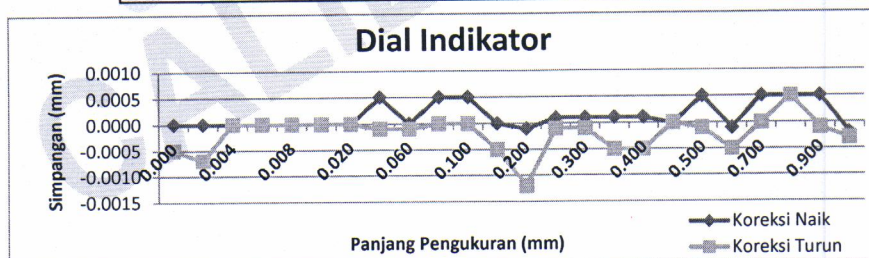 Dial Indikator
Simpangan (mm)
0.0010
0.0005
0.0000
-0.0005
-0.0010
-0.0015
0.000 0.004 0.008 0.020 0.060 0.100 0.200 0.300 0.400 0.500 0.700 0.900
Panjang Pengukuran (mm)
Koreksi Naik
Koreksi Turun